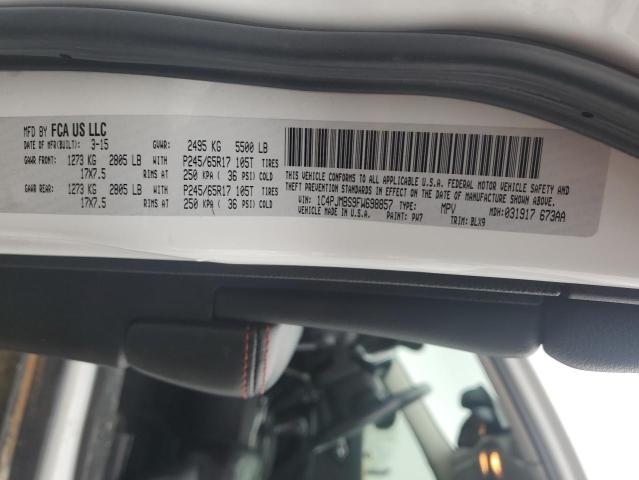 MFD BY FCA US LLC
DATE OF MFR(BUILT): 3-15 GVWR: 2495 KG 5500 LB
GAWR FRONT: 1273 KG 2805 LB WITH P245/65R17 105T TIRES
17X7.5 RIMS AT 250 KPA ( 36 PSI) COLD
GAWR REAR: 1273 KG 2805 LB WITH P245/65R17 105T TIRES
17X7.5 RIMS AT 250 KPA ( 36 PSI) COLD
THIS VEHICLE CONFORMS TO ALL APPLICABLE U.S.A. FEDERAL MOTOR VEHICLE SAFETY AND
THEFT PREVENTION STANDARDS IN EFFECT ON THE DATE OF MANUFACTURE SHOWN ABOVE.
VIN: 1C4PJMBS9FW698857 TYPE: MPV MDH:031917 673AA
VEHICLE MADE IN U.S.A. PAINT: PW7 TRIM: BLX9